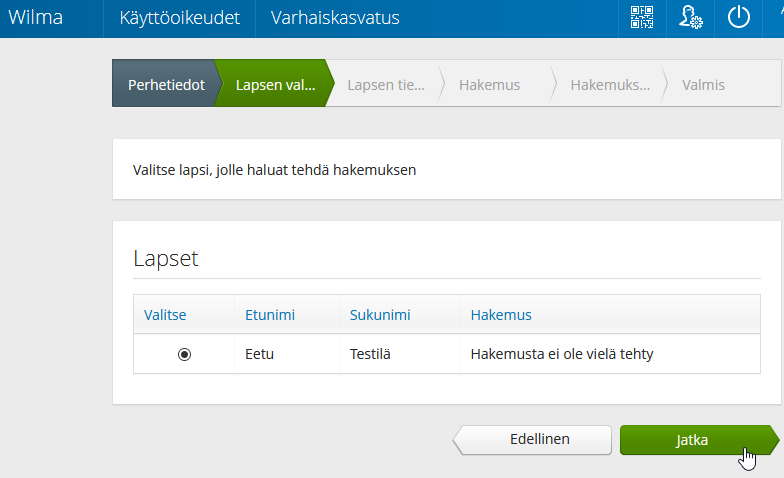 Wilma Käyttöoikeudet Varhaiskasvatus
Perhetiedot Lapsen val... Lapsen tie... Hakemus Hakemuks... Valmis
Valitse lapsi, jolle haluat tehdä hakemuksen
Lapset
Valitse Etunimi Sukunimi Hakemus
Eetu Testilä Hakemusta ei ole vielä tehty
Edellinen Jatka